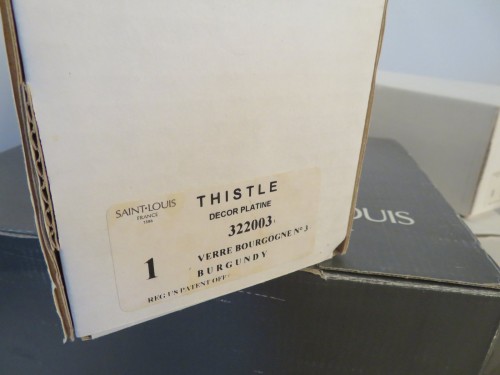 SAINT-LOUIS
FRANCE
1586
THISTLE
DECOR PLATINE
322003
1
VERRE BOURGOGNE Nº 3
BURGUNDY
REG US PATENT OFF
OUIS